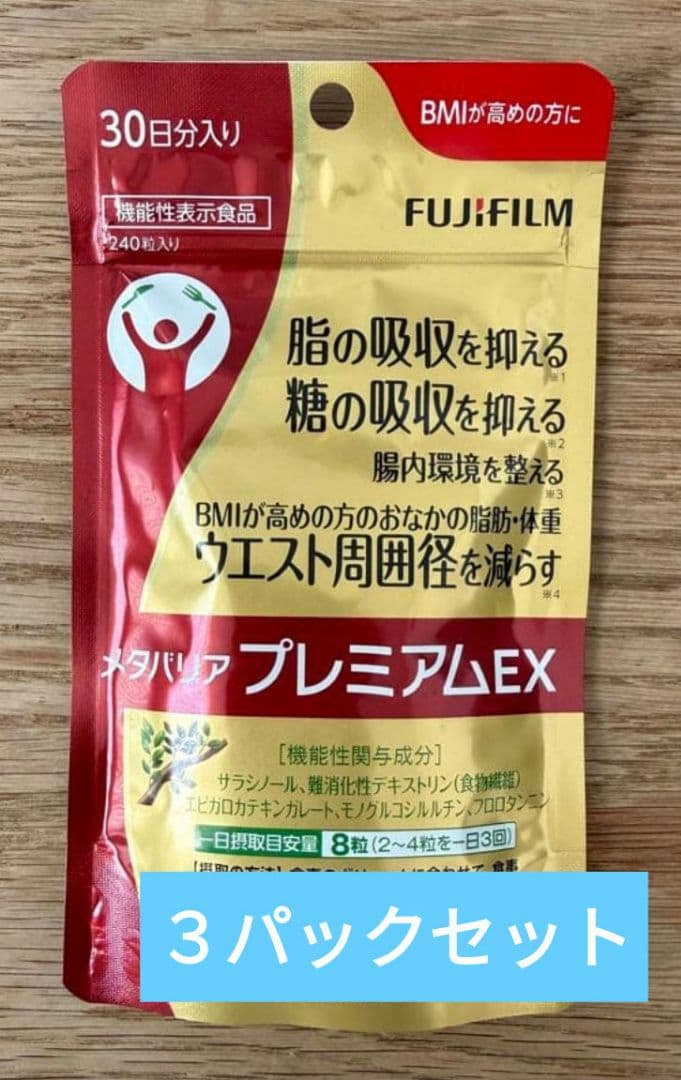 30日分入り
BMIが高めの方に
機能性表示食品
240粒入り
FUJIFILM
脂の吸収を抑える
※1
糖の吸収を抑える
※2
腸内環境を整える
※3
BMIが高めの方のおなかの脂肪・体重
ウエスト周囲径を減らす
※4
メタバリア プレミアムEX
[機能性関与成分]
サラシノール、難消化性デキストリン(食物繊維)
エピガロカテキンガレート、モノグルコシルルチン、フロロタンニン
一日摂取目安量 8粒(2〜4粒を一日3回)
３パックセット